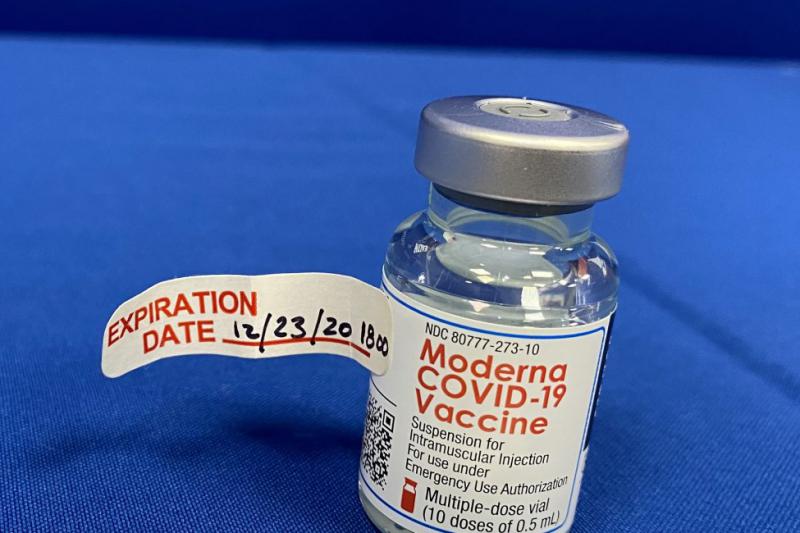 EXPIRATION
DATE 12/23/20 1800
NDC 80777-273-10
Moderna
COVID-19
Vaccine
Suspension for
Intramuscular Injection
For use under
Emergency Use Authorization
Multiple-dose vial
(10 doses of 0.5 mL)